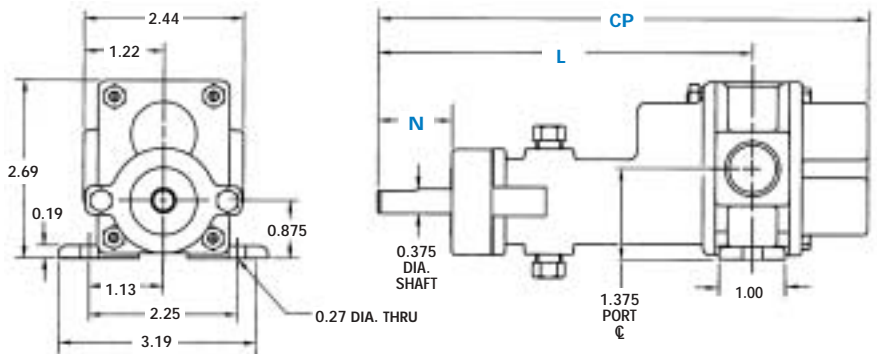 2.44
1.22
2.69
0.19
0.875
1.13
2.25
3.19
0.27 DIA. THRU
CP
L
N
0.375
DIA.
SHAFT
1.375
PORT
℄
1.00